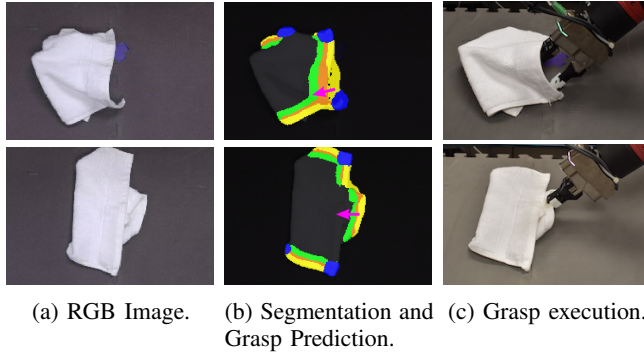 (a) RGB Image.
(b) Segmentation and
Grasp Prediction.
(c) Grasp execution.